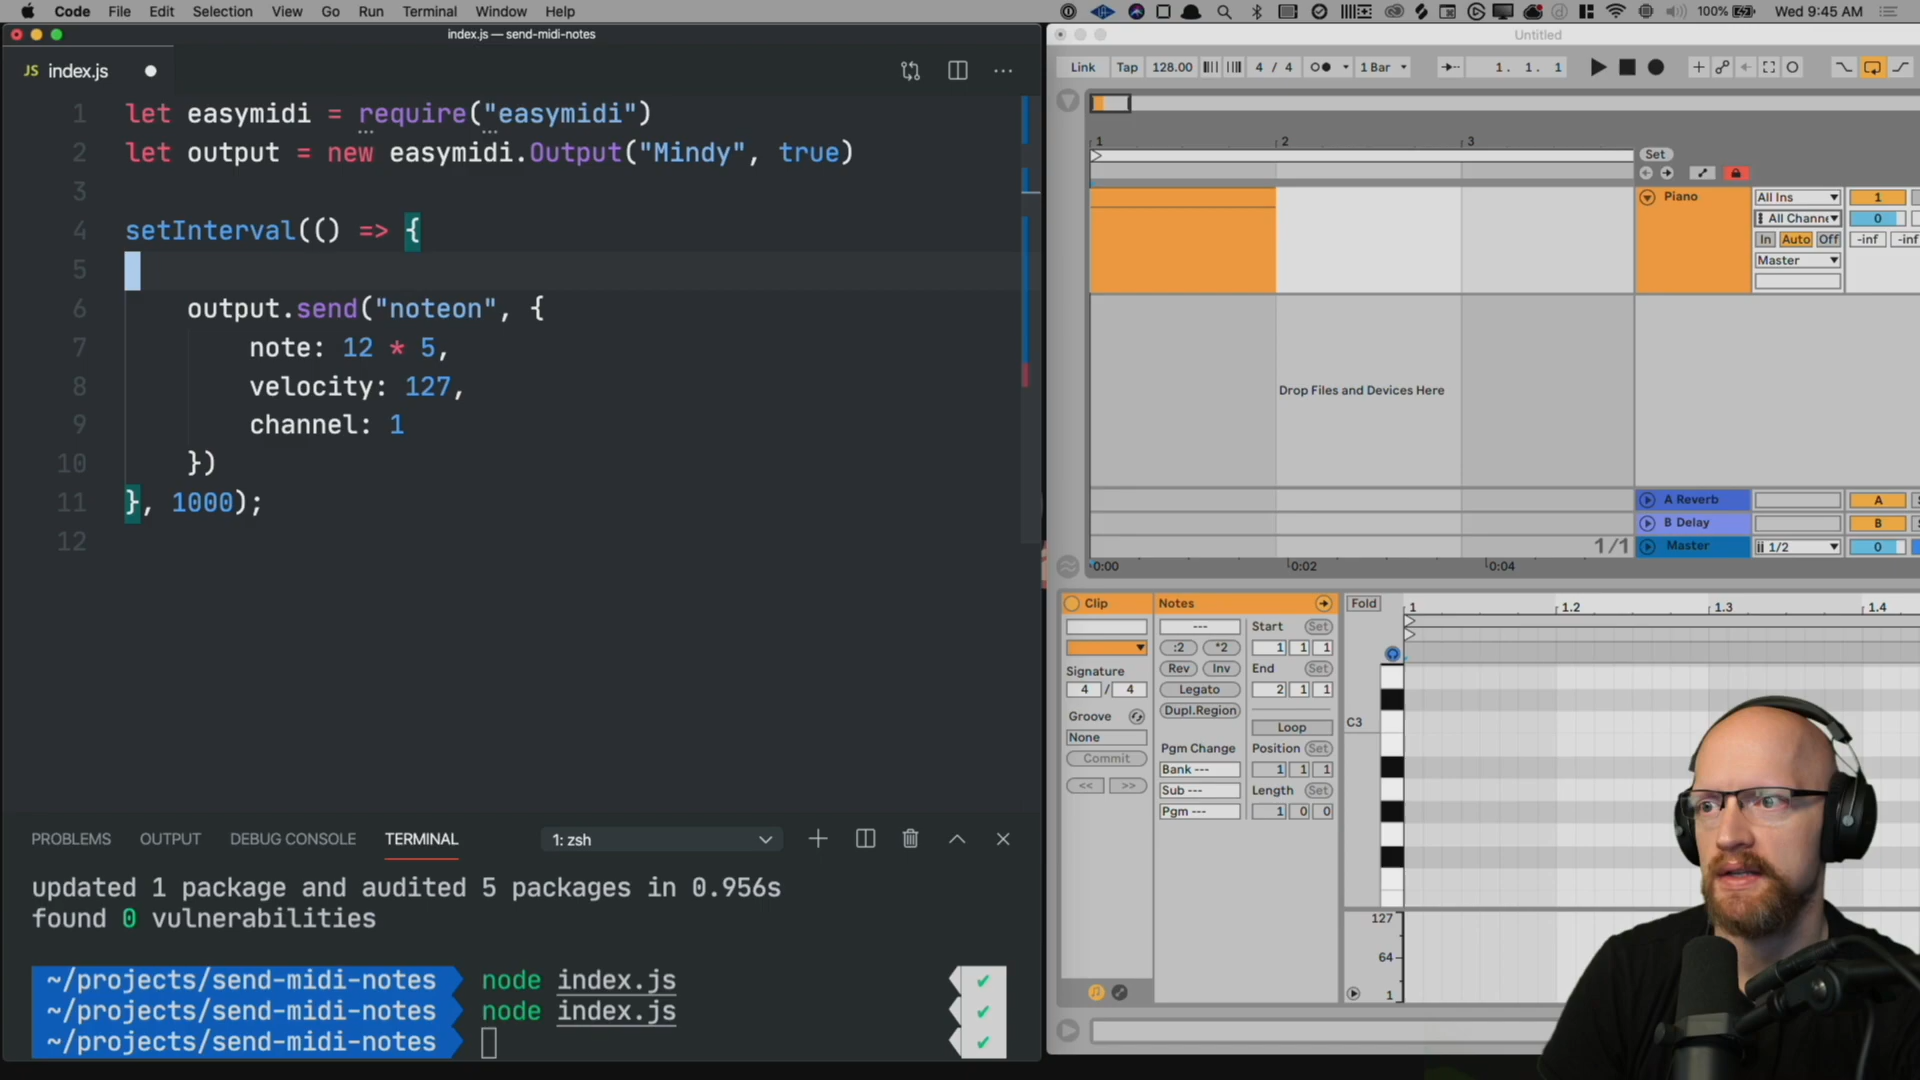 Code File Edit Selection View Go Run Terminal Window Help
100% Wed 9:45 AM
index.js — send-midi-notes
JS index.js
1 let easymidi = require("easymidi")
2 let output = new easymidi.Output("Mindy", true)
3
4 setInterval(() => {
5
6 output.send("noteon", {
7 note: 12 * 5,
8 velocity: 127,
9 channel: 1
10 })
11 }, 1000);
12
PROBLEMS OUTPUT DEBUG CONSOLE TERMINAL 1: zsh
updated 1 package and audited 5 packages in 0.956s
found 0 vulnerabilities
~/projects/send-midi-notes node index.js
~/projects/send-midi-notes node index.js
~/projects/send-midi-notes
Untitled
Link Tap 128.00 4 / 4 1 Bar 1. 1. 1
1 2 3
Set
Piano All Ins 1
All Channe 0
In Auto Off -inf -inf
Master
Drop Files and Devices Here
A Reverb A
B Delay B
1/1 Master 1/2 0
0:00 0:02 0:04
Clip Notes Fold 1 1.2 1.3 1.4
--- Start Set
:2 *2 1 1 1
Signature Rev Inv End Set
4 / 4 Legato 2 1 1
Groove Dupl.Region C3
None Loop
Commit Pgm Change Position Set
<< >> Bank --- 1 1 1
Sub --- Length Set
Pgm --- 1 0 0
127
64
1